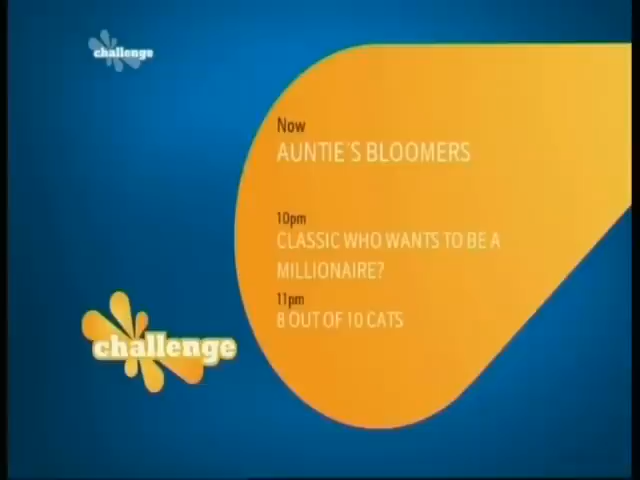 challenge
Now
AUNTIE´S BLOOMERS
10pm
CLASSIC WHO WANTS TO BE A
MILLIONAIRE?
11pm
8 OUT OF 10 CATS
challenge